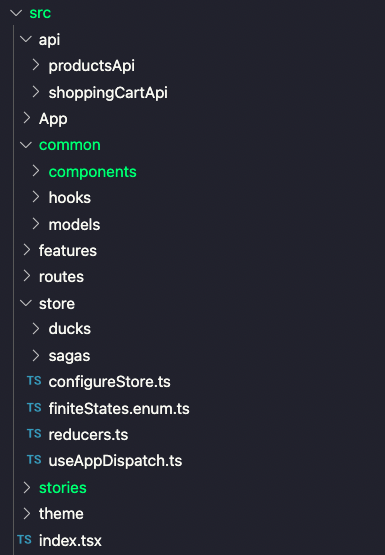 src
api
productsApi
shoppingCartApi
App
common
components
hooks
models
features
routes
store
ducks
sagas
TS configureStore.ts
TS finiteStates.enum.ts
TS reducers.ts
TS useAppDispatch.ts
stories
theme
TS index.tsx